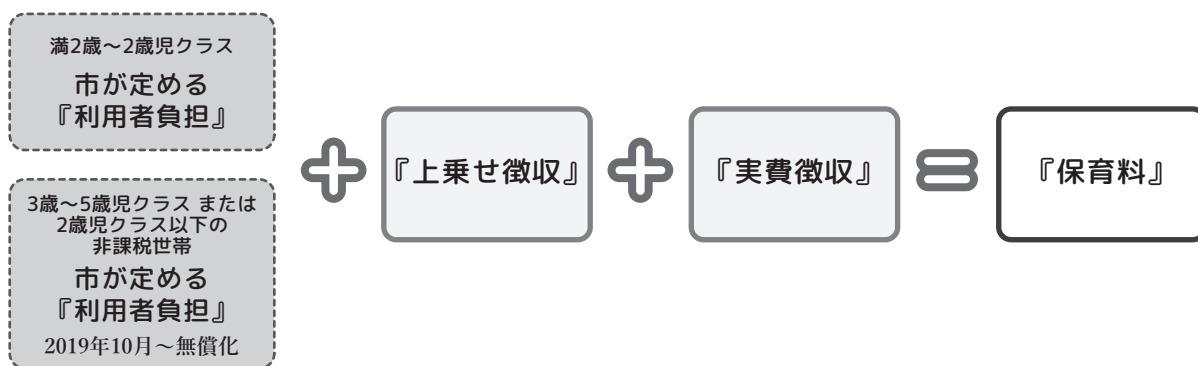 満2歳～2歳児クラス
市が定める
『利用者負担』
3歳～5歳児クラス または
2歳児クラス以下の
非課税世帯
市が定める
『利用者負担』
2019年10月～無償化
＋
『上乗せ徴収』
＋
『実費徴収』
＝
『保育料』